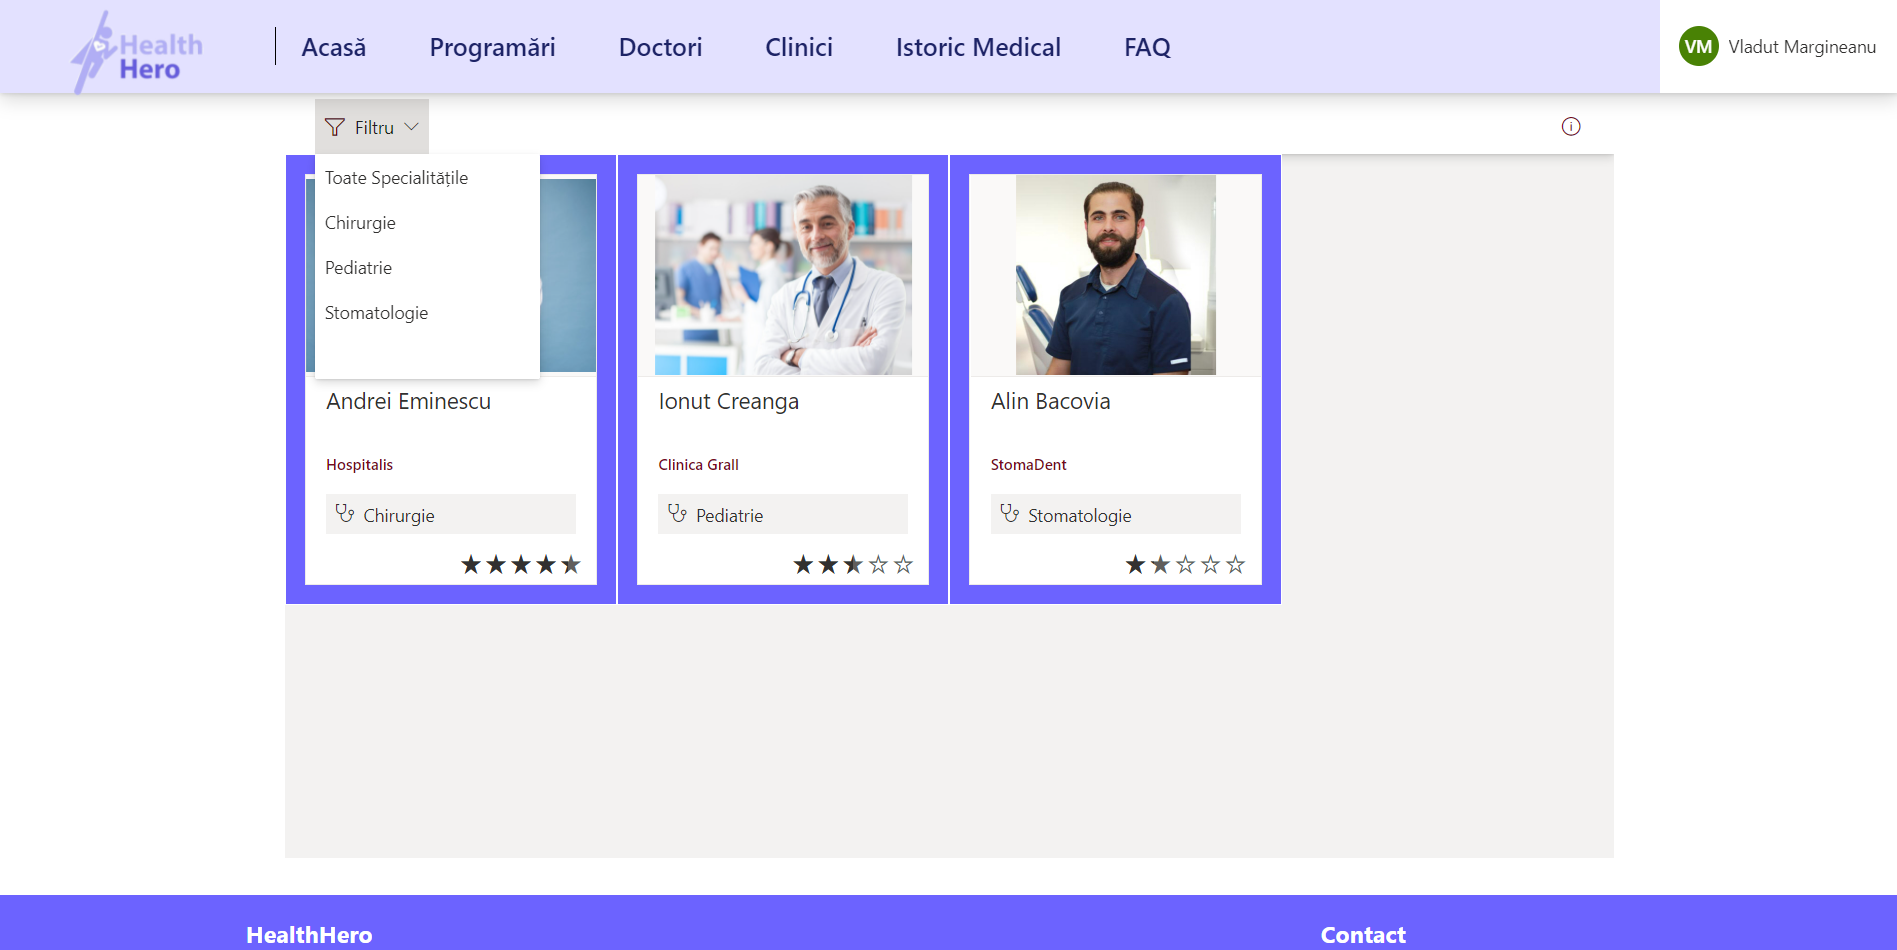 Health
Hero
Acasă
Programări
Doctori
Clinici
Istoric Medical
FAQ
VM
Vladut Margineanu
Filtru
Toate Specialitățile
Chirurgie
Pediatrie
Stomatologie
Andrei Eminescu
Hospitalis
Chirurgie
Ionut Creanga
Clinica Grall
Pediatrie
Alin Bacovia
StomaDent
Stomatologie
HealthHero
Contact